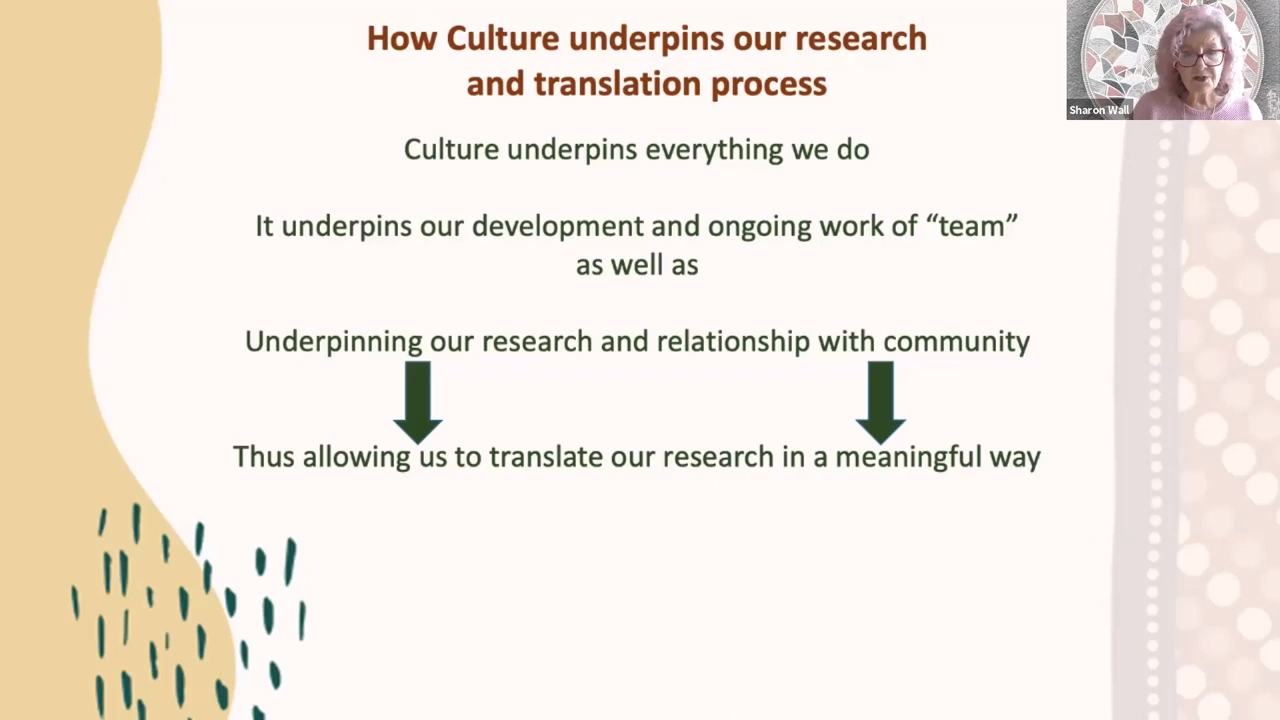 How Culture underpins our research
and translation process
Sharon Wall
Culture underpins everything we do
It underpins our development and ongoing work of “team”
as well as
Underpinning our research and relationship with community
Thus allowing us to translate our research in a meaningful way